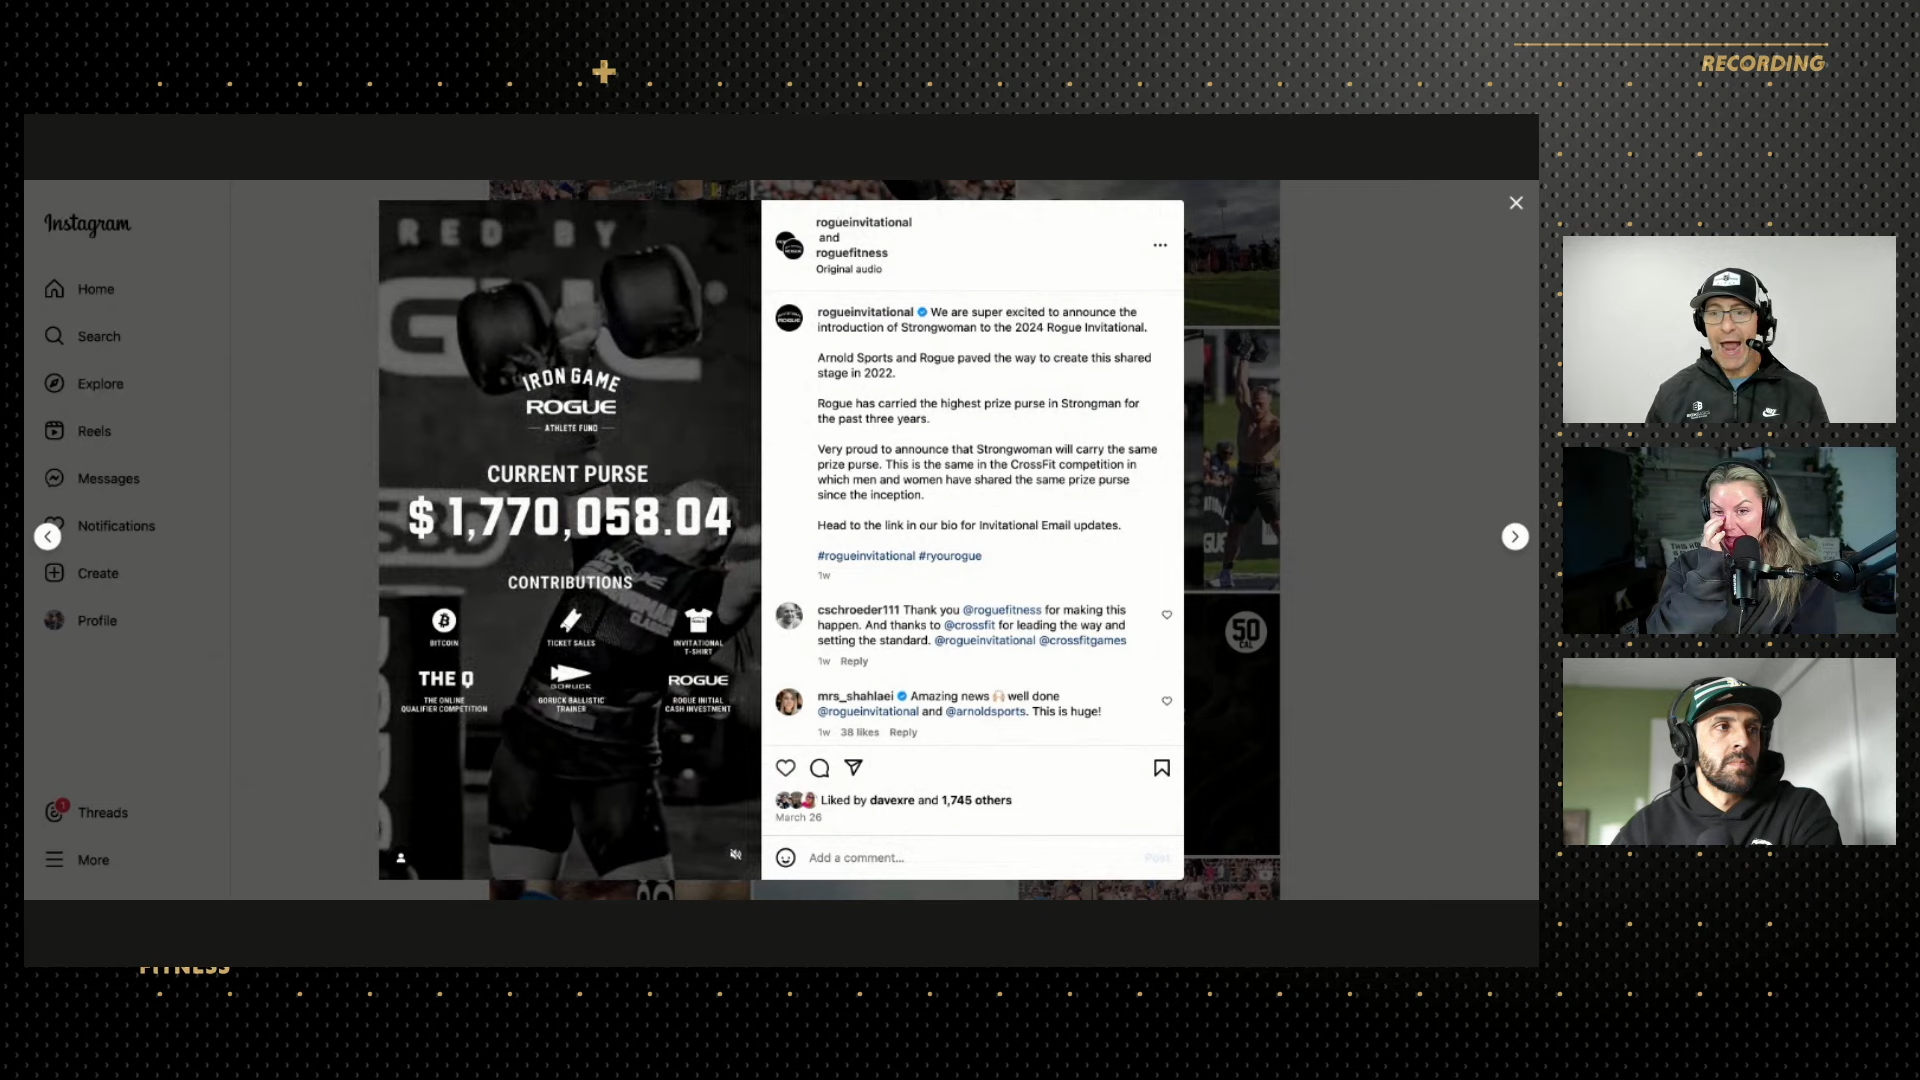 RECORDING
Instagram
Home
Search
Explore
Reels
Messages
Notifications
Create
Profile
1
Threads
More
RED BY
IRON GAME
ROGUE
ATHLETE FUND
CURRENT PURSE
$ 1,770,058.04
CONTRIBUTIONS
BITCOIN
TICKET SALES
INVITATIONAL
T-SHIRT
THE Q
GORUCK
ROGUE
THE ONLINE
QUALIFIER COMPETITION
GORUCK BALLISTIC
TRAINER
ROGUE INITIAL
CASH INVESTMENT
rogueinvitational
and
roguefitness
Original audio
rogueinvitational We are super excited to announce the
introduction of Strongwoman to the 2024 Rogue Invitational.
Arnold Sports and Rogue paved the way to create this shared
stage in 2022.
Rogue has carried the highest prize purse in Strongman for
the past three years.
Very proud to announce that Strongwoman will carry the same
prize purse. This is the same in the CrossFit competition in
which men and women have shared the same prize purse
since the inception.
Head to the link in our bio for Invitational Email updates.
#rogueinvitational #ryourogue
1w
cschroeder111 Thank you @roguefitness for making this
happen. And thanks to @crossfit for leading the way and
setting the standard. @rogueinvitational @crossfitgames
1w Reply
mrs_shahlaei Amazing news 🙌🏻 well done
@rogueinvitational and @arnoldsports. This is huge!
1w 38 likes Reply
Liked by davexre and 1,745 others
March 26
Add a comment...
Post
50
CAL
FITNESS